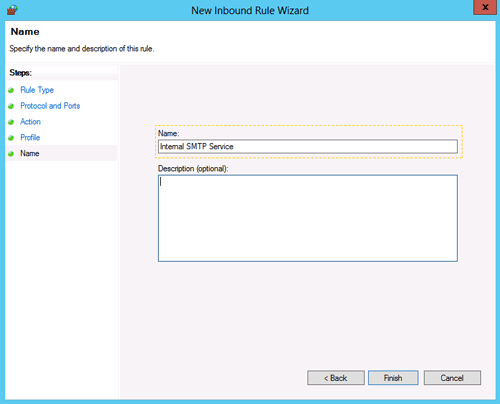 New Inbound Rule Wizard
x
Name
Specify the name and description of this rule.
Steps:
Rule Type
Protocol and Ports
Action
Profile
Name
Name:
Internal SMTP Service
Description (optional):
< Back
Finish
Cancel